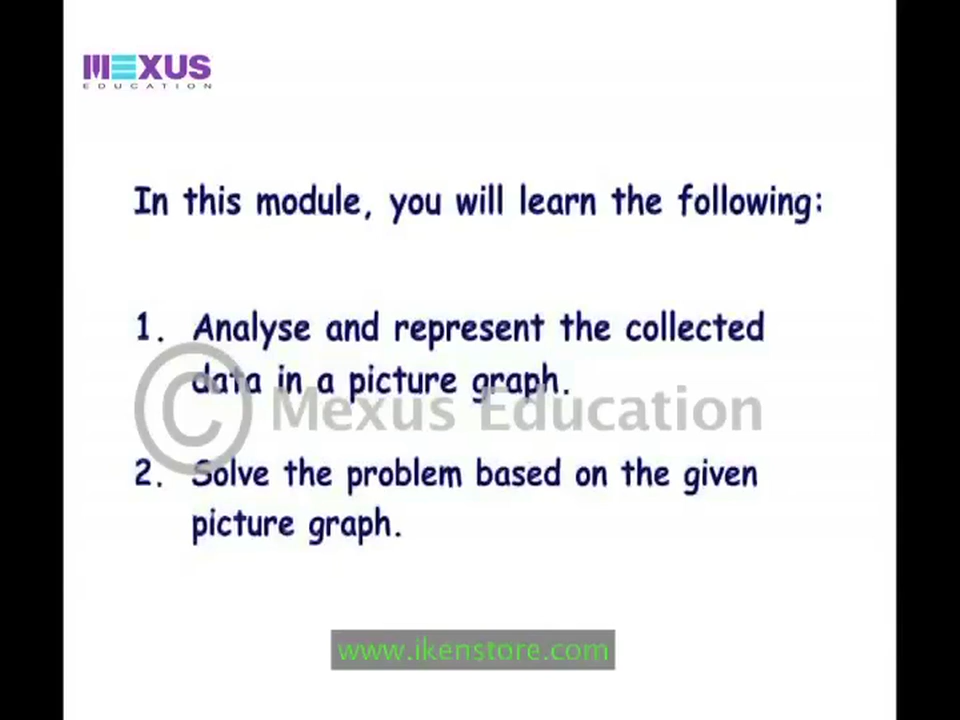 MEXUS
EDUCATION
In this module, you will learn the following:
1. Analyse and represent the collected
data in a picture graph.
© Mexus Education
2. Solve the problem based on the given
picture graph.
www.ikenstore.com